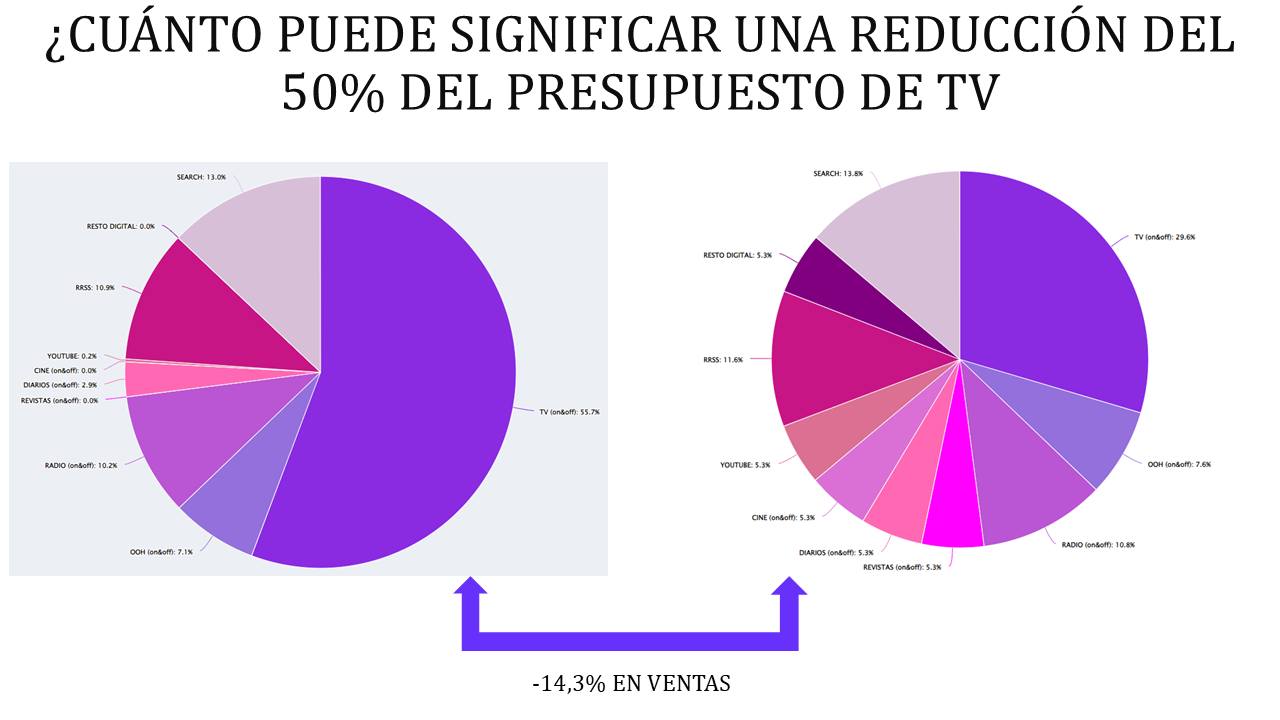 ¿CUÁNTO PUEDE SIGNIFICAR UNA REDUCCIÓN DEL
50% DEL PRESUPUESTO DE TV
SEARCH: 13.0%
RESTO DIGITAL: 0.0%
RRSS: 10.9%
YOUTUBE: 0.2%
CINE (on&off): 0.0%
DIARIOS (on&off): 2.9%
REVISTAS (on&off): 0.0%
TV (on&off): 55.7%
RADIO (on&off): 10.2%
OOH (on&off): 7.1%
SEARCH: 13.8%
TV (on&off): 29.6%
RESTO DIGITAL: 5.3%
RRSS: 11.6%
YOUTUBE: 5.3%
OOH (on&off): 7.6%
CINE (on&off): 5.3%
RADIO (on&off): 10.8%
DIARIOS (on&off): 5.3%
REVISTAS (on&off): 5.3%
-14,3% EN VENTAS